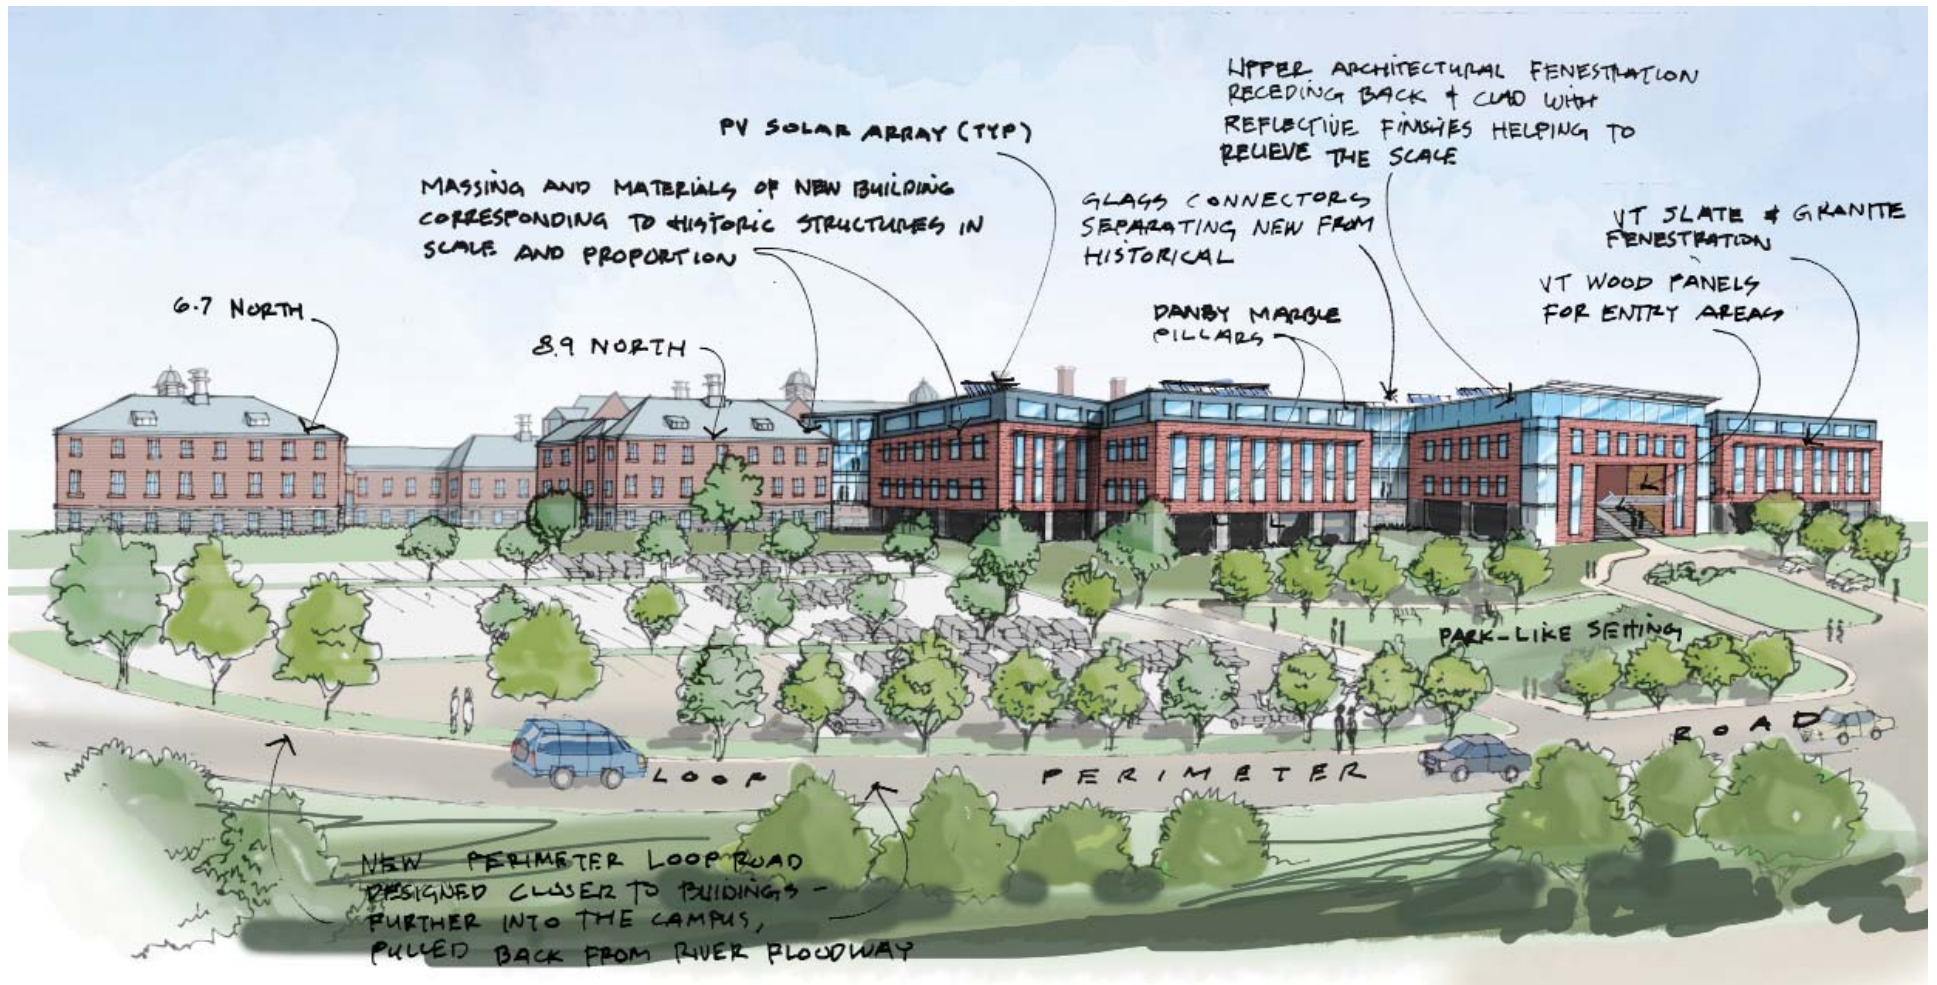 UPPER ARCHITECTURAL FENESTRATION
RECEDING BACK & CLAD WITH
REFLECTIVE FINISHES HELPING TO
RELIEVE THE SCALE
PV SOLAR ARRAY (TYP)
MASSING AND MATERIALS OF NEW BUILDING
CORRESPONDING TO HISTORIC STRUCTURES IN
SCALE AND PROPORTION
GLASS CONNECTORS
SEPARATING NEW FROM
HISTORICAL
VT SLATE & GRANITE
FENESTRATION
VT WOOD PANELS
FOR ENTRY AREAS
6.7 NORTH
8.9 NORTH
DANBY MARBLE
PILLARS
PARK-LIKE SETTING
LOOP PERIMETER ROAD
NEW PERIMETER LOOP ROAD
DESIGNED CLOSER TO BUIDINGS -
FURTHER INTO THE CAMPUS,
PULLED BACK FROM RIVER FLOODWAY